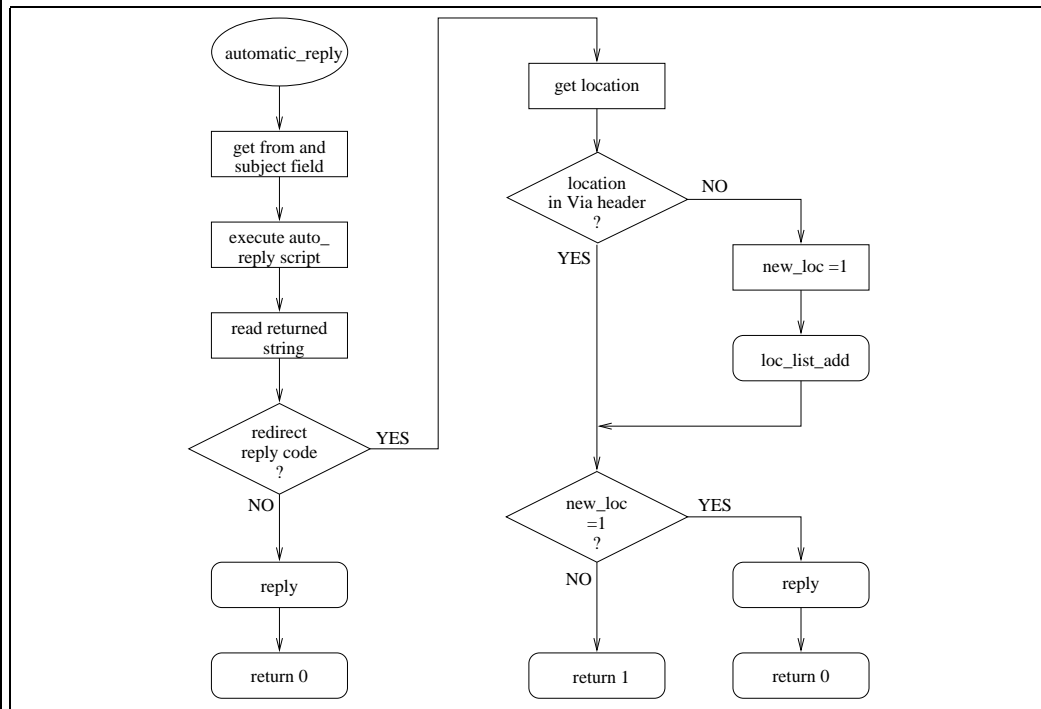 automatic_reply
get from and
subject field
execute auto_
reply script
read returned
string
redirect
reply code
?
YES
NO
reply
return 0
get location
location
in Via header
?
NO
YES
new_loc =1
loc_list_add
new_loc
=1
?
YES
NO
reply
return 1
return 0